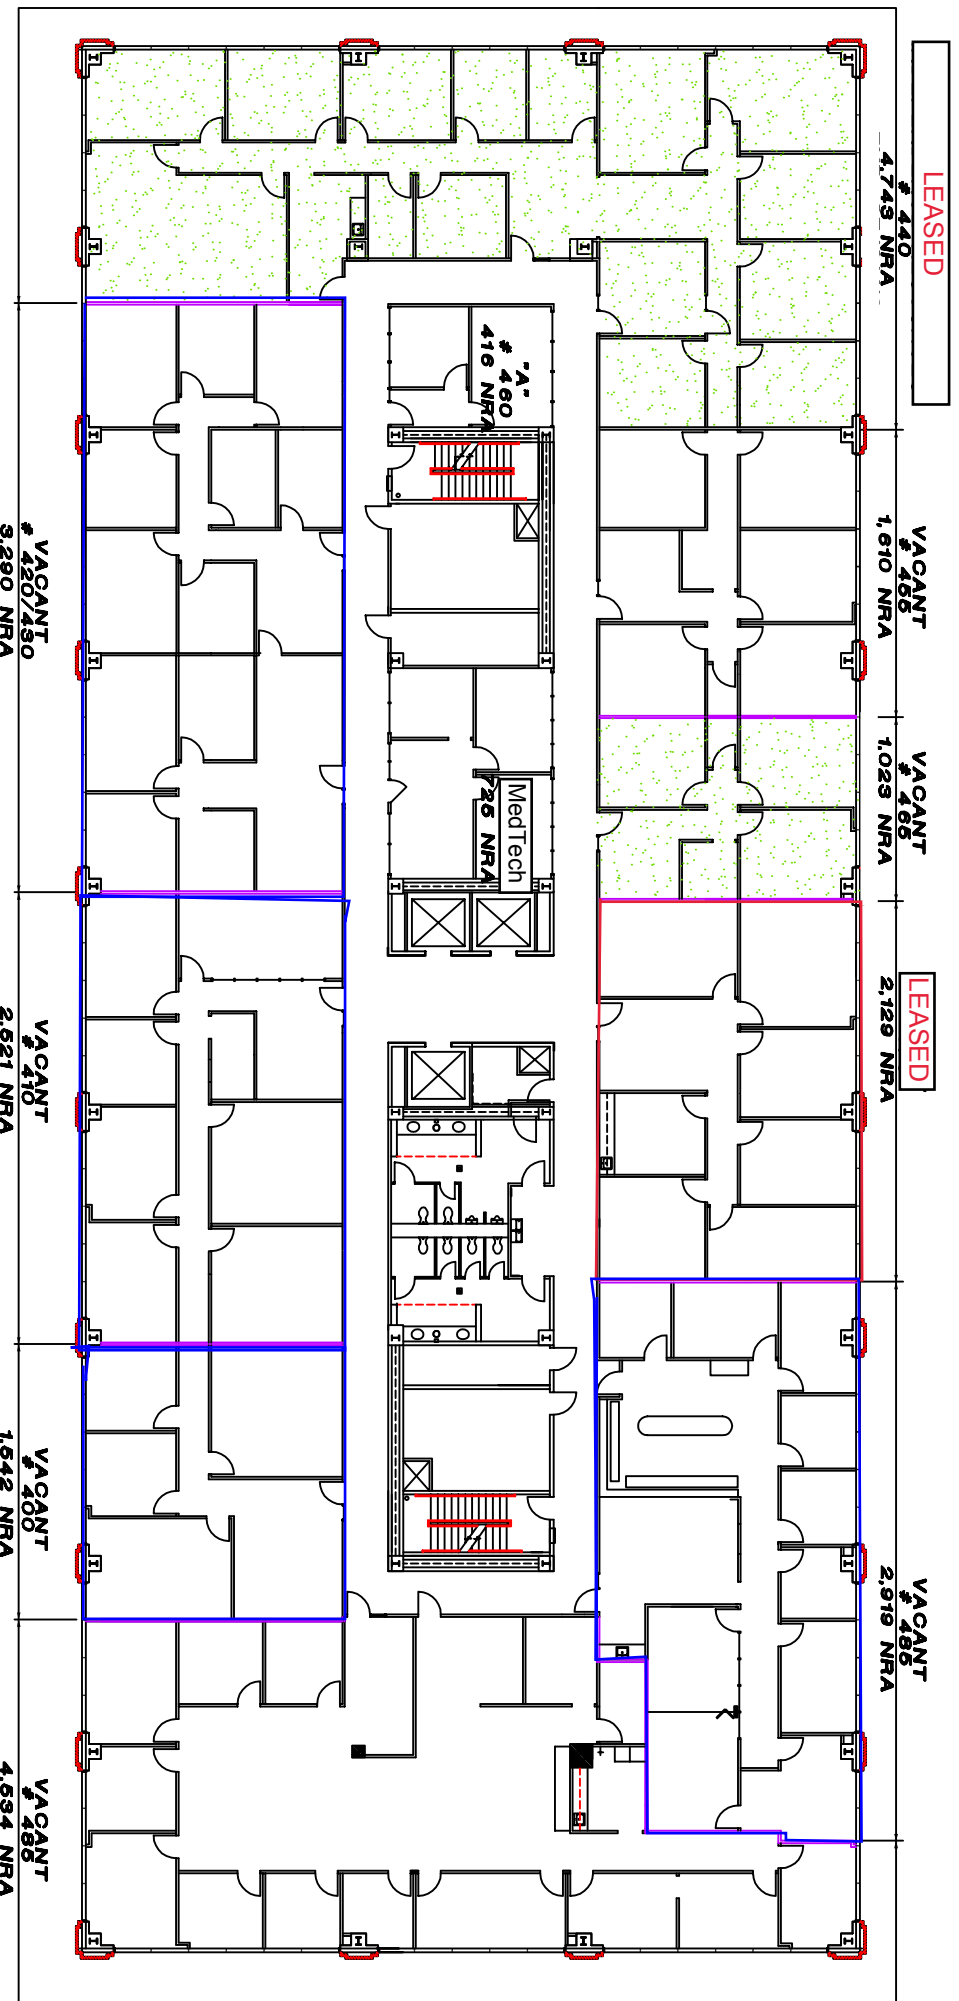 LEASED
# 440
4,743 NRA
VACANT
# 455
1,610 NRA
VACANT
# 465
1,023 NRA
LEASED
2,129 NRA
VACANT
# 485
2,919 NRA
"A"
# 460
416 NRA
MedTech
725 NRA
VACANT
# 420/430
3,290 NRA
VACANT
# 410
2,521 NRA
VACANT
# 400
1,542 NRA
VACANT
# 485
4,534 NRA